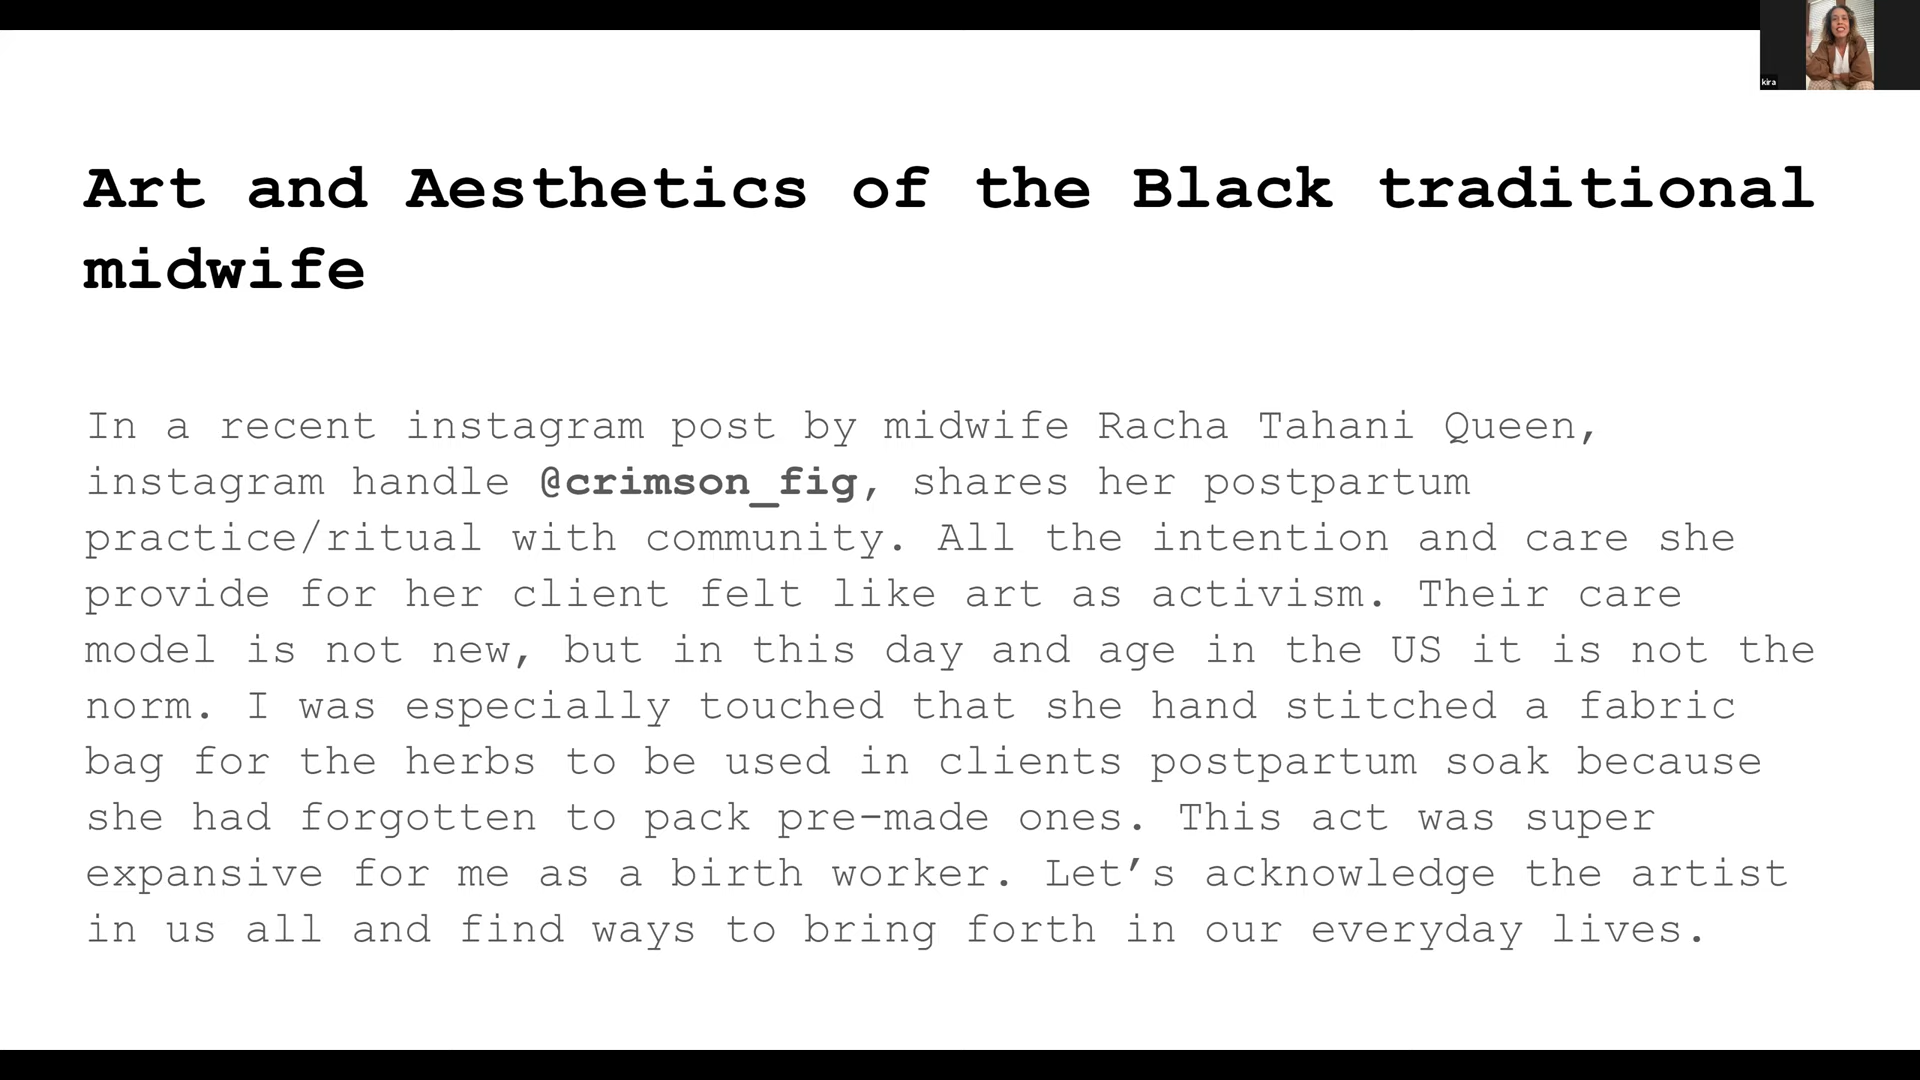 kira
Art and Aesthetics of the Black traditional
midwife
In a recent instagram post by midwife Racha Tahani Queen,
instagram handle @crimson_fig, shares her postpartum
practice/ritual with community. All the intention and care she
provide for her client felt like art as activism. Their care
model is not new, but in this day and age in the US it is not the
norm. I was especially touched that she hand stitched a fabric
bag for the herbs to be used in clients postpartum soak because
she had forgotten to pack pre-made ones. This act was super
expansive for me as a birth worker. Let’s acknowledge the artist
in us all and find ways to bring forth in our everyday lives.